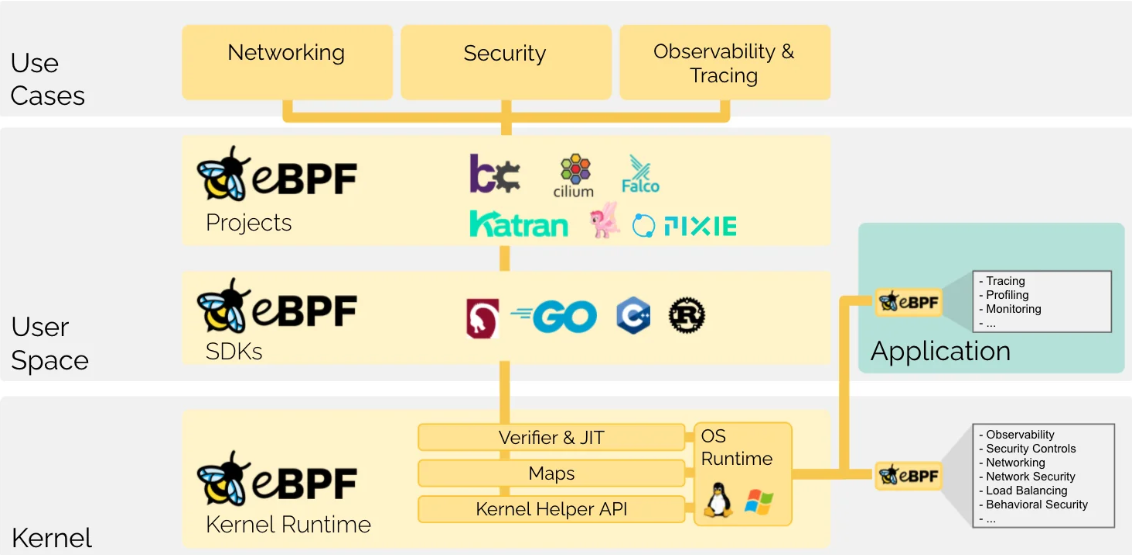 Use
Cases
Networking
Security
Observability &
Tracing
User
Space
eBPF
Projects
bc
cilium
Falco
Katran
PIXIE
eBPF
SDKs
GO
C++
R
eBPF
- Tracing
- Profiling
- Monitoring
- ...
Application
Kernel
eBPF
Kernel Runtime
Verifier & JIT
Maps
Kernel Helper API
OS
Runtime
eBPF
- Observability
- Security Controls
- Networking
- Network Security
- Load Balancing
- Behavioral Security
- ...